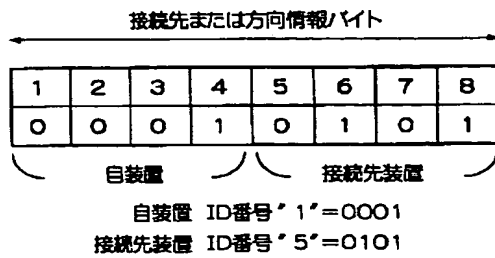 接続先または方向情報バイト
1 2 3 4 5 6 7 8
0 0 0 1 0 1 0 1
自装置 接続先装置
自装置 ID番号"1"=0001
接続先装置 ID番号"5"=0101